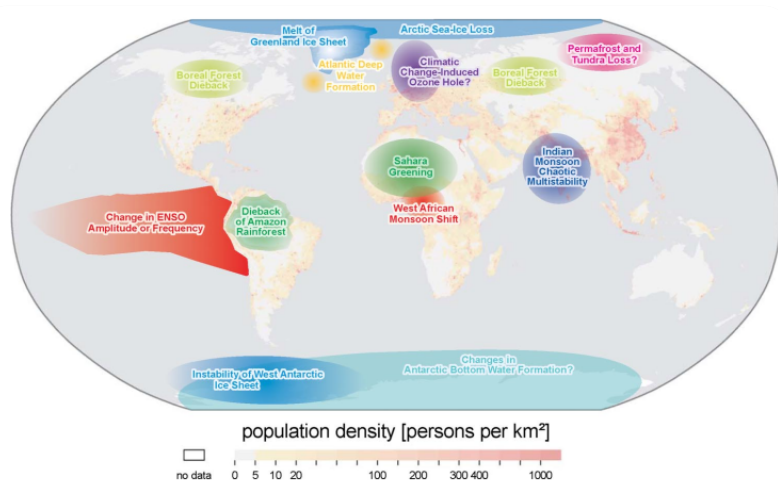 Melt of
Greenland Ice Sheet
Arctic Sea-Ice Loss
Atlantic Deep
Water
Formation
Climatic
Change-Induced
Ozone Hole?
Permafrost and
Tundra Loss?
Boreal Forest
Dieback
Boreal Forest
Dieback
Sahara
Greening
Indian
Monsoon
Chaotic
Multistability
West African
Monsoon Shift
Change in ENSO
Amplitude or Frequency
Dieback
of Amazon
Rainforest
Instability of West Antarctic
Ice Sheet
Changes in
Antarctic Bottom Water Formation?
population density [persons per km²]
no data 0 5 10 20 100 200 300 400 1000